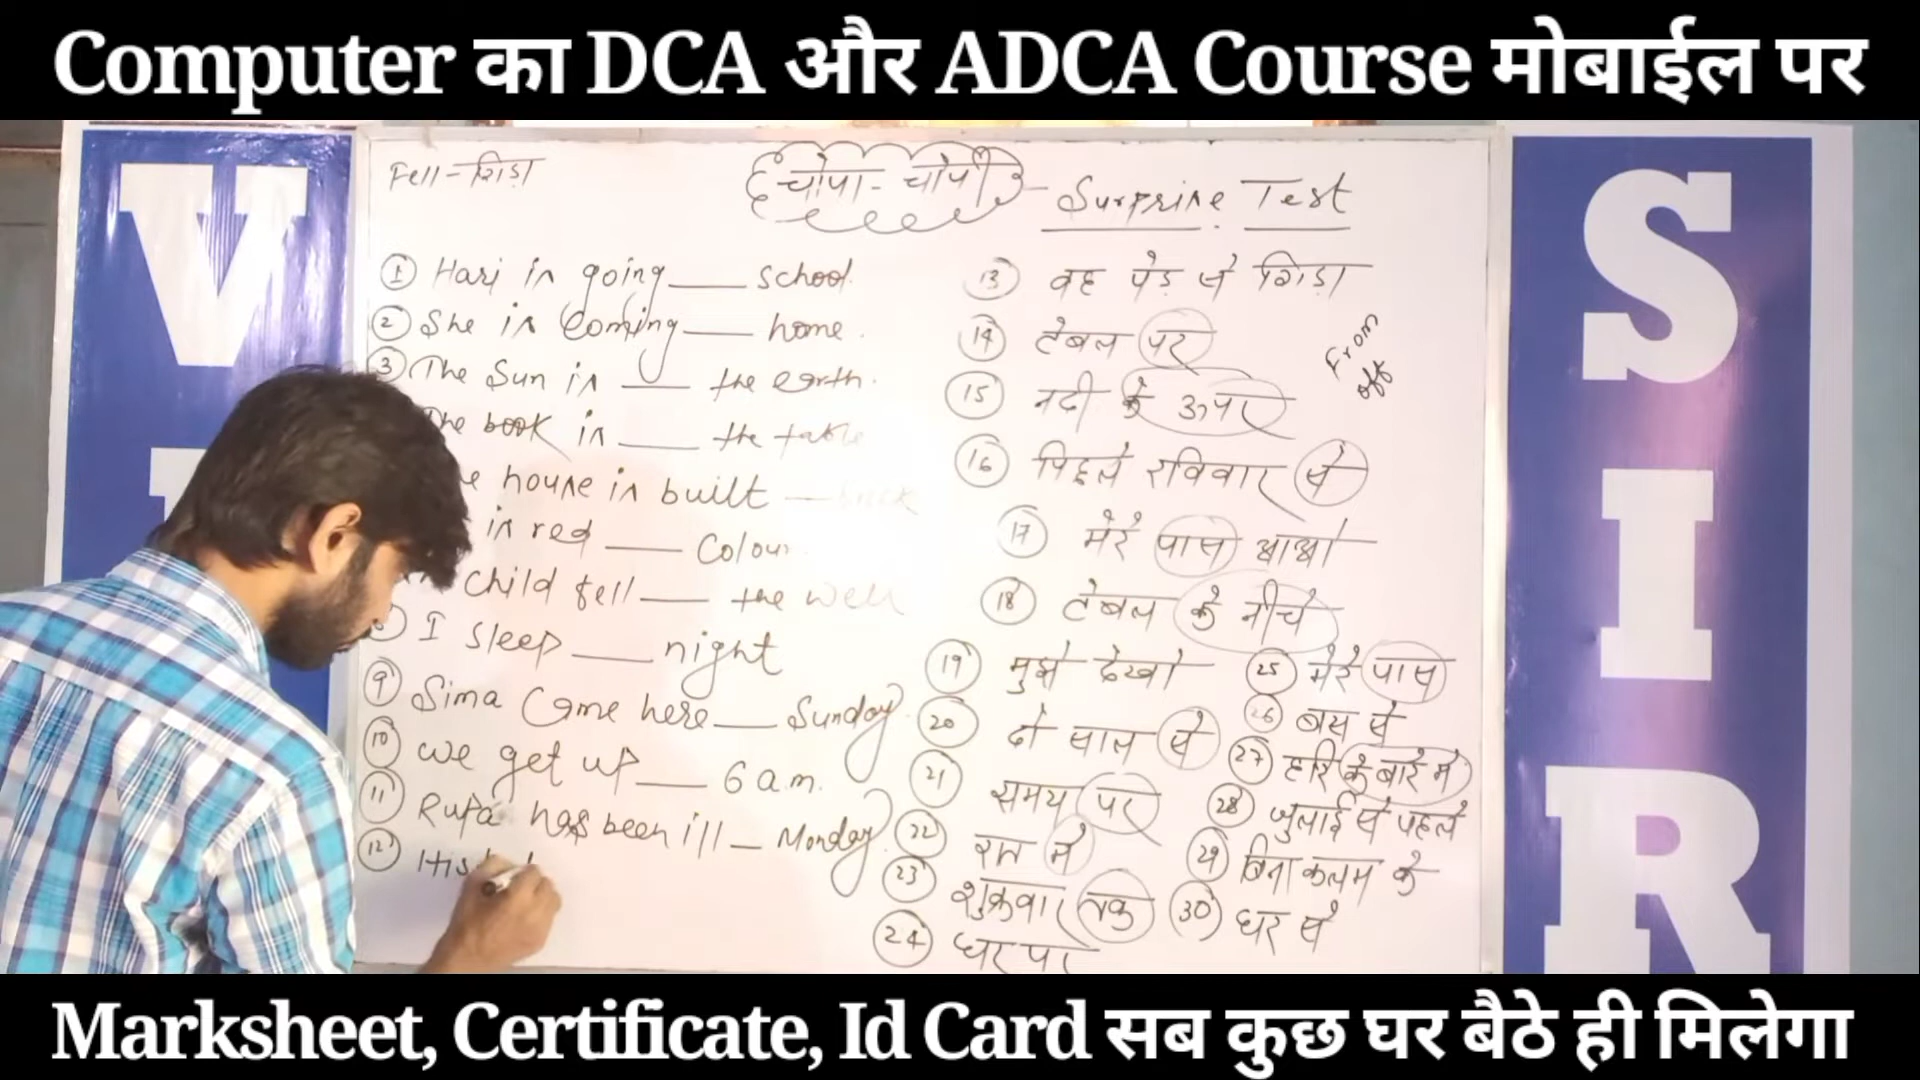 Computer का DCA और ADCA Course मोबाईल पर
V
SIR
Fell = गिड़ा
चोपा - चोपी - Surprise Test
① Hari is going ___ school.
② She is coming ___ home.
③ The Sun is ___ the earth.
The book is ___ the table
house is built ___
is red ___ Colour.
child fell ___ the well
I sleep ___ night
⑨ Sima Came here ___ Sunday.
⑩ we get up ___ 6 a.m.
⑪ Rupa has been ill _ Monday.
⑫ His
⑬ वह पेड़ से गिड़ा
⑭ टेबल पर
From
off
⑮ नदी के ऊपर
⑯ पिछले रविवार से
⑰ मेरे पास आओ
⑱ टेबल के नीचे
⑲ मुझे देखो
⑳ दो साल से
㉑ समय पर
㉒ रात में
㉓ शुक्रवार तक
㉔ घर पर
㉕ मेरे पास
㉖ बस से
㉗ हरि के बारे में
㉘ जुलाई से पहले
㉙ बिना कलम के
㉚ घर से
Marksheet, Certificate, Id Card सब कुछ घर बैठे ही मिलेगा